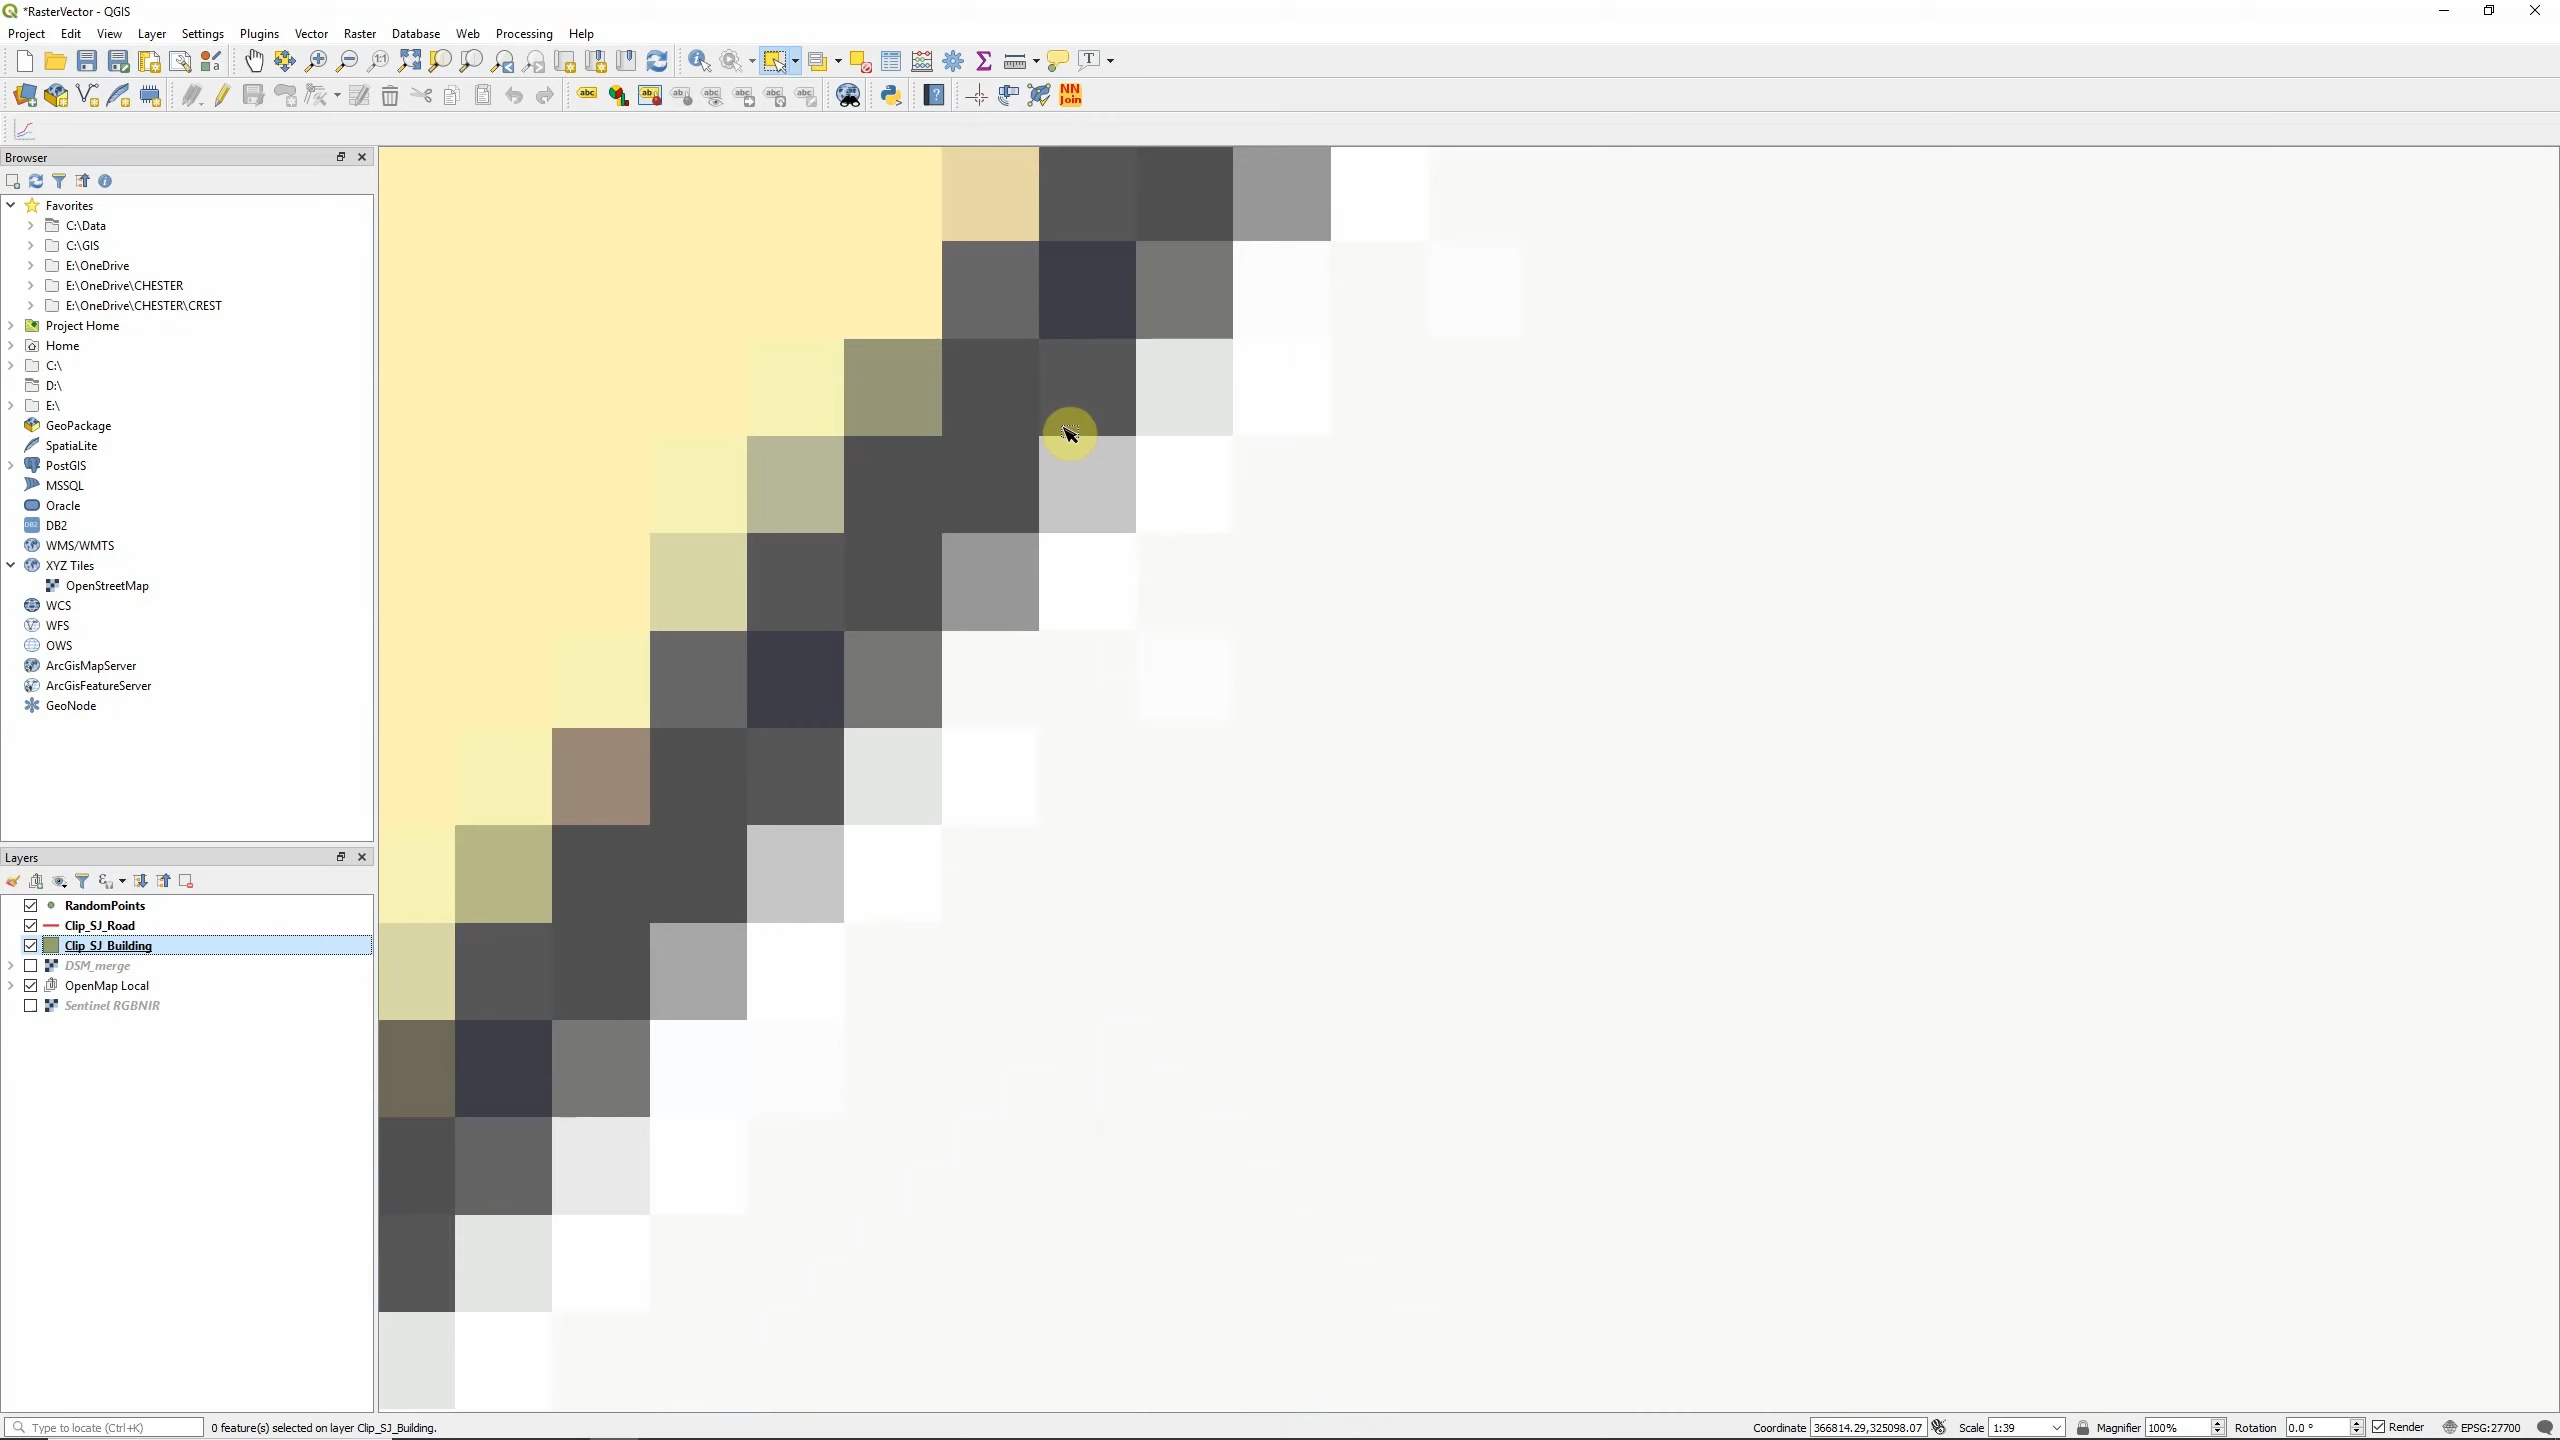 *RasterVector - QGIS
Project Edit View Layer Settings Plugins Vector Raster Database Web Processing Help
abc
NN
Join
Browser
Favorites
C:\Data
C:\GIS
E:\OneDrive
E:\OneDrive\CHESTER
E:\OneDrive\CHESTER\CREST
Project Home
Home
C:\
D:\
E:\
GeoPackage
SpatiaLite
PostGIS
MSSQL
Oracle
DB2
WMS/WMTS
XYZ Tiles
OpenStreetMap
WCS
WFS
OWS
ArcGisMapServer
ArcGisFeatureServer
GeoNode
Layers
RandomPoints
Clip_SJ_Road
Clip_SJ_Building
DSM_merge
OpenMap Local
Sentinel RGBNIR
Type to locate (Ctrl+K) 0 feature(s) selected on layer Clip_SJ_Building. Coordinate 366814.29,325098.07 Scale 1:39 Magnifier 100% Rotation 0.0 ° Render EPSG:27700